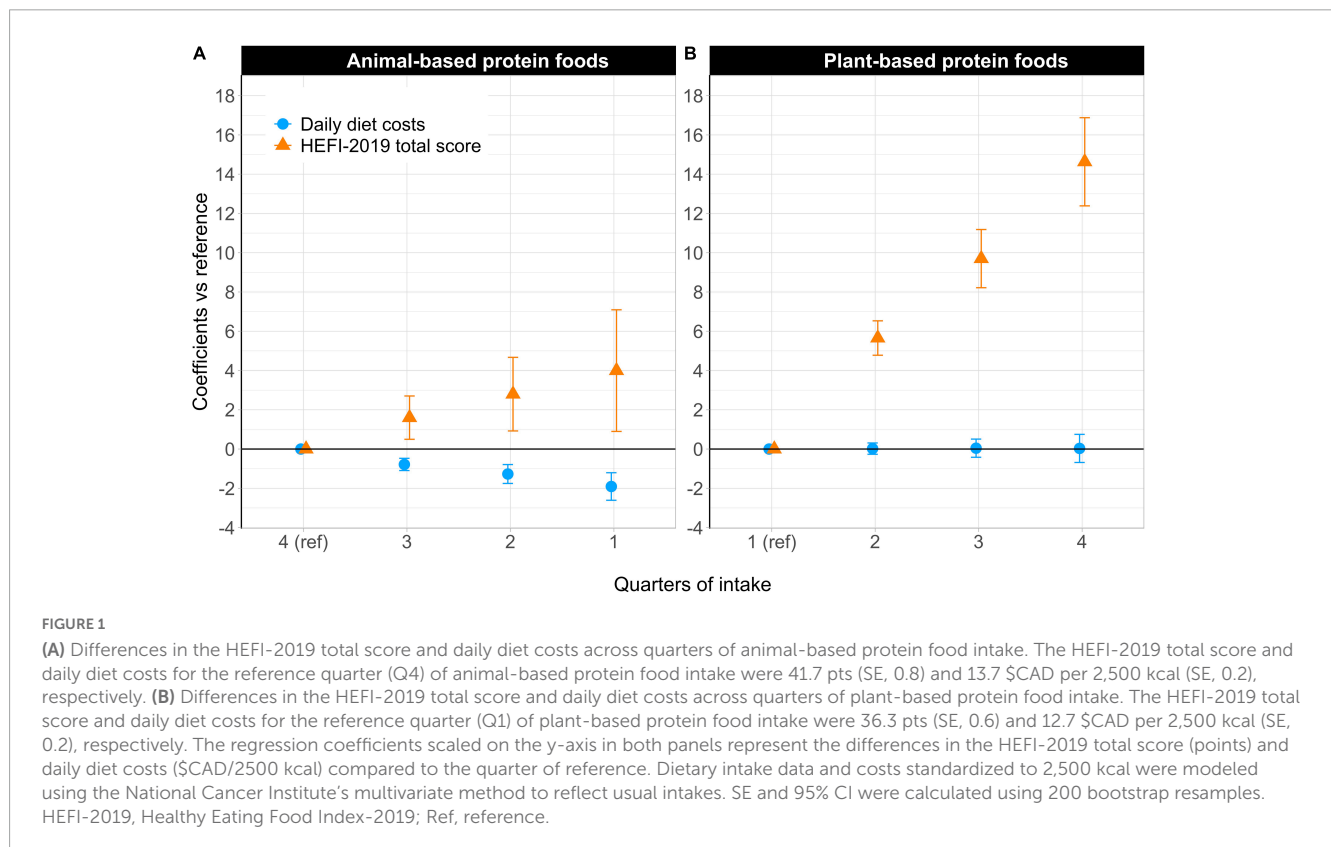 A
Animal-based protein foods
B
Plant-based protein foods
Daily diet costs
HEFI-2019 total score
Coefficients vs reference
18
16
14
12
10
8
6
4
2
0
-2
-4
18
16
14
12
10
8
6
4
2
0
-2
-4
4 (ref) 3 2 1
1 (ref) 2 3 4
Quarters of intake
FIGURE 1
(A) Differences in the HEFI-2019 total score and daily diet costs across quarters of animal-based protein food intake. The HEFI-2019 total score and
daily diet costs for the reference quarter (Q4) of animal-based protein food intake were 41.7 pts (SE, 0.8) and 13.7 $CAD per 2,500 kcal (SE, 0.2),
respectively. (B) Differences in the HEFI-2019 total score and daily diet costs across quarters of plant-based protein food intake. The HEFI-2019 total
score and daily diet costs for the reference quarter (Q1) of plant-based protein food intake were 36.3 pts (SE, 0.6) and 12.7 $CAD per 2,500 kcal (SE,
0.2), respectively. The regression coefficients scaled on the y-axis in both panels represent the differences in the HEFI-2019 total score (points) and
daily diet costs ($CAD/2500 kcal) compared to the quarter of reference. Dietary intake data and costs standardized to 2,500 kcal were modeled
using the National Cancer Institute's multivariate method to reflect usual intakes. SE and 95% CI were calculated using 200 bootstrap resamples.
HEFI-2019, Healthy Eating Food Index-2019; Ref, reference.